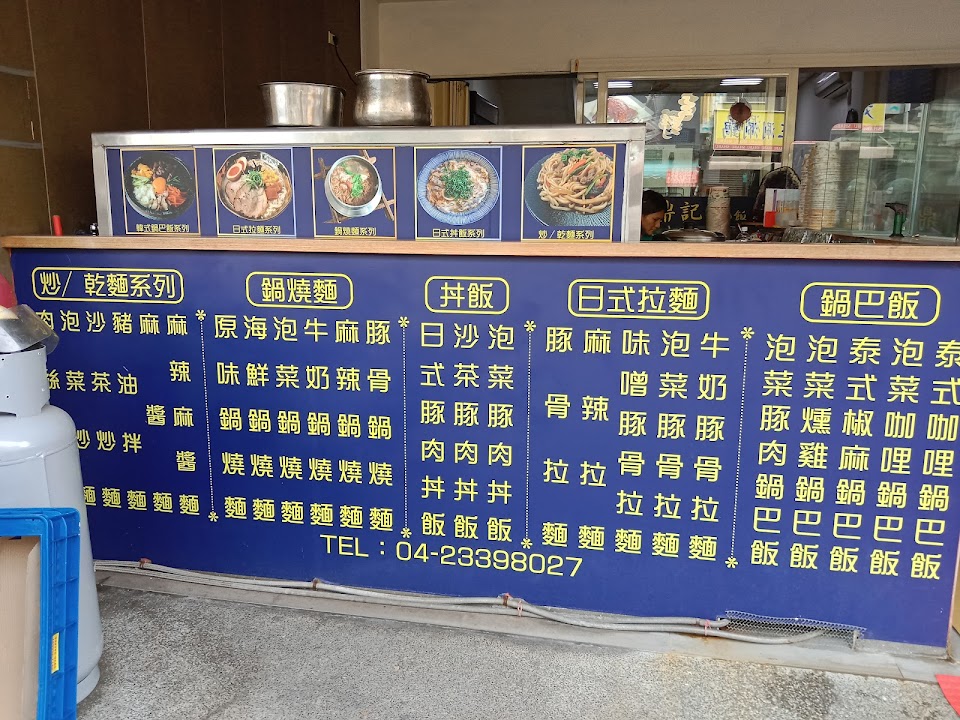 韓式鍋巴飯系列
日式拉麵系列
鍋燒麵系列
日式丼飯系列
炒/乾麵系列
炒/ 乾麵系列
麻辣麻醬麵
麻醬麵
豬油拌麵
沙茶炒麵
泡菜炒麵
肉絲
鍋燒麵
豚骨鍋燒麵
麻辣鍋燒麵
牛奶鍋燒麵
泡菜鍋燒麵
海鮮鍋燒麵
原味鍋燒麵
丼飯
泡菜豚肉丼飯
沙茶豚肉丼飯
日式豚肉丼飯
日式拉麵
牛奶豚骨拉麵
泡菜豚骨拉麵
味噌豚骨拉麵
麻辣拉麵
豚骨拉麵
鍋巴飯
泰式咖哩鍋巴飯
泡菜咖哩鍋巴飯
泰式椒麻鍋巴飯
泡菜燻雞鍋巴飯
泡菜豚肉鍋巴飯
TEL：04-23398027